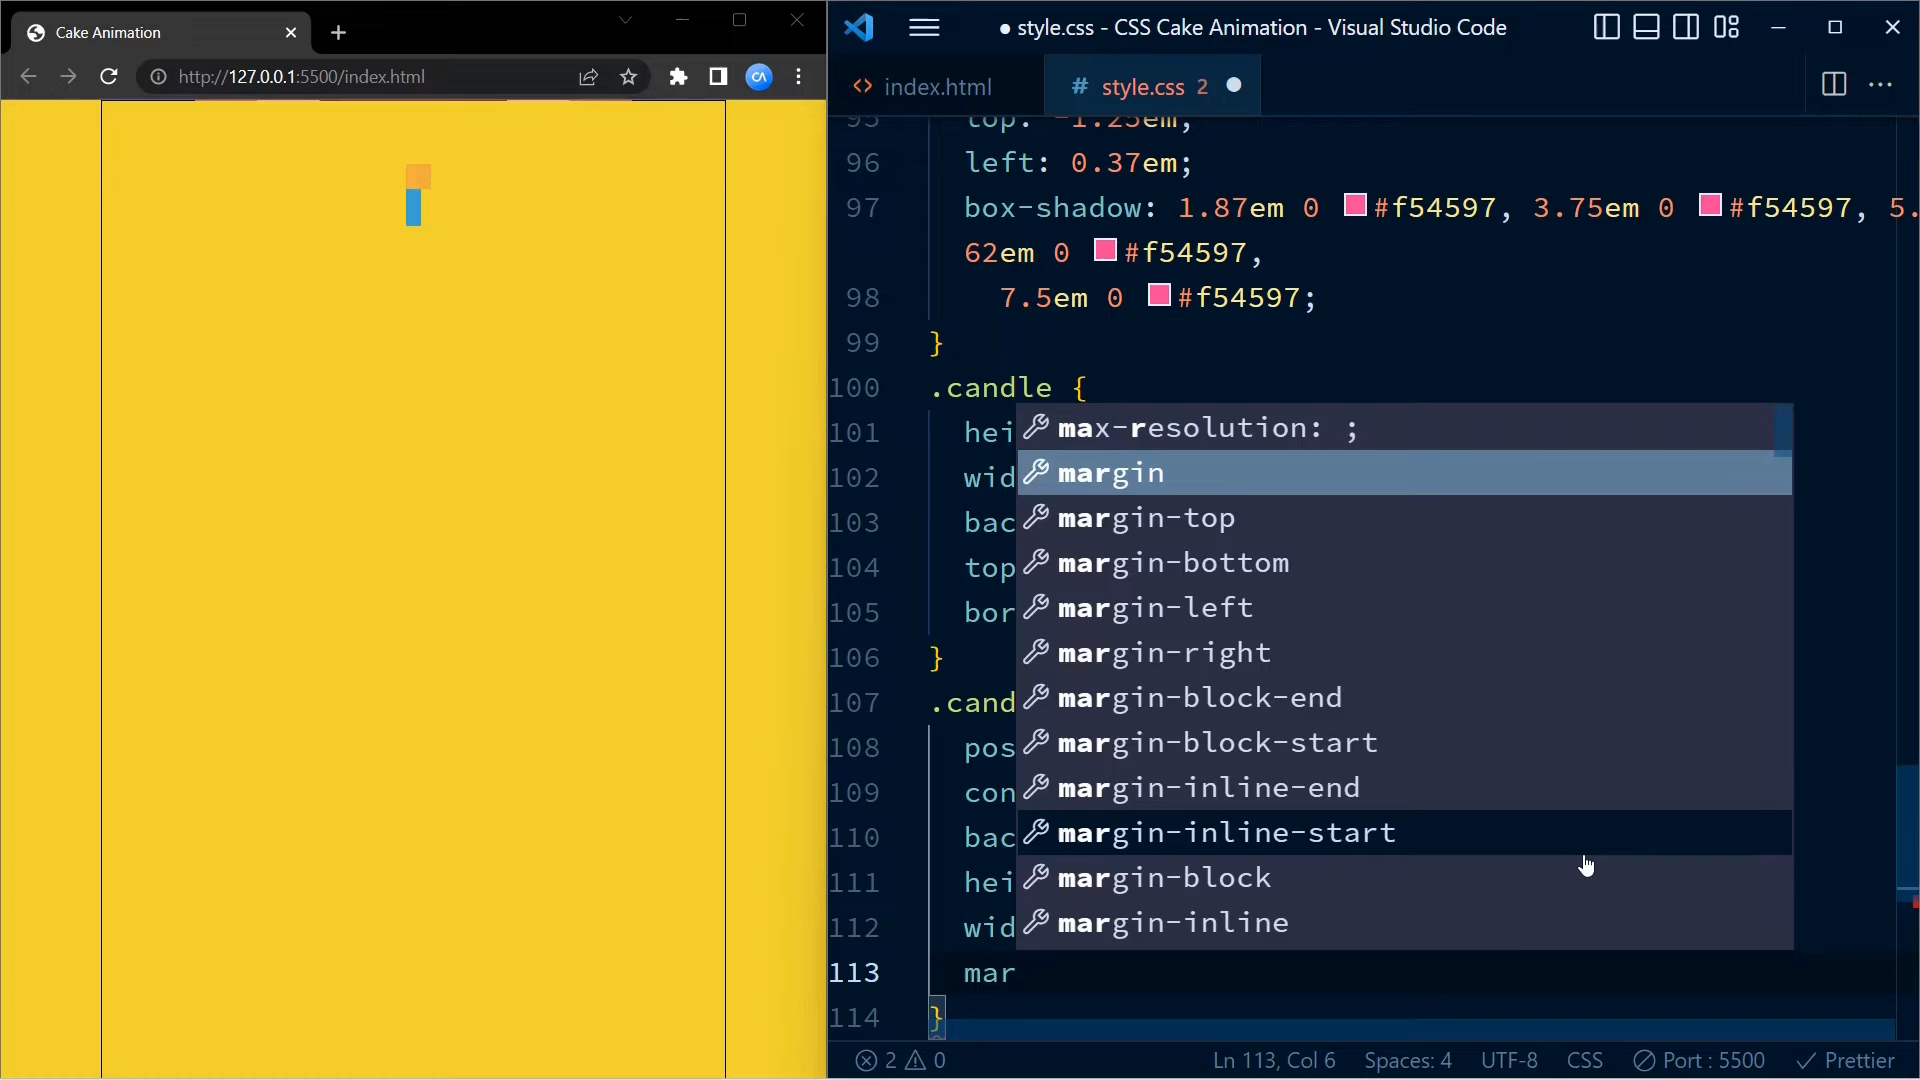 Cake Animation
http://127.0.0.1:5500/index.html
CA
style.css - CSS Cake Animation - Visual Studio Code
index.html
# style.css 2
95
96 left: 0.37em;
97 box-shadow: 1.87em 0 #f54597, 3.75em 0 #f54597, 5.
62em 0 #f54597,
98 7.5em 0 #f54597;
99 }
100 .candle {
101 hei
102 wid
103 bac
104 top
105 bor
106 }
107 .cand
108 pos
109 con
110 bac
111 hei
112 wid
113 mar
114 }
max-resolution: ;
margin
margin-top
margin-bottom
margin-left
margin-right
margin-block-end
margin-block-start
margin-inline-end
margin-inline-start
margin-block
margin-inline
2 0 Ln 113, Col 6 Spaces: 4 UTF-8 CSS Port : 5500 Prettier